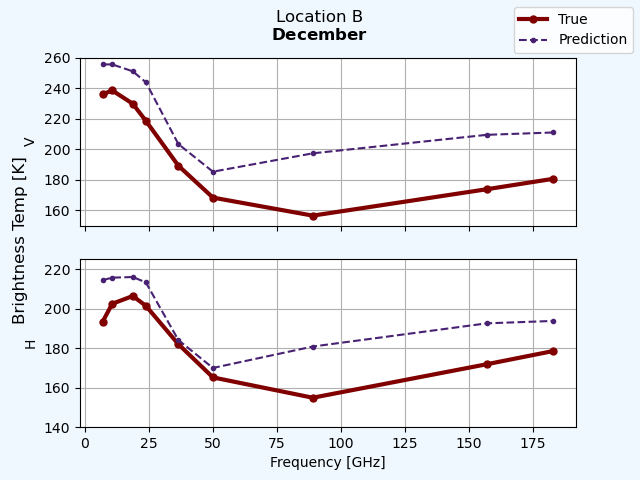 Location B
December
True
Prediction
Brightness Temp [K]
V
260
240
220
200
180
160
H
220
200
180
160
140
0 25 50 75 100 125 150 175
Frequency [GHz]